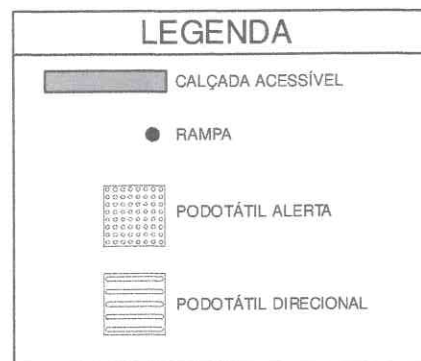 LEGENDA
CALÇADA ACESSÍVEL
RAMPA
PODOTÁTIL ALERTA
PODOTÁTIL DIRECIONAL